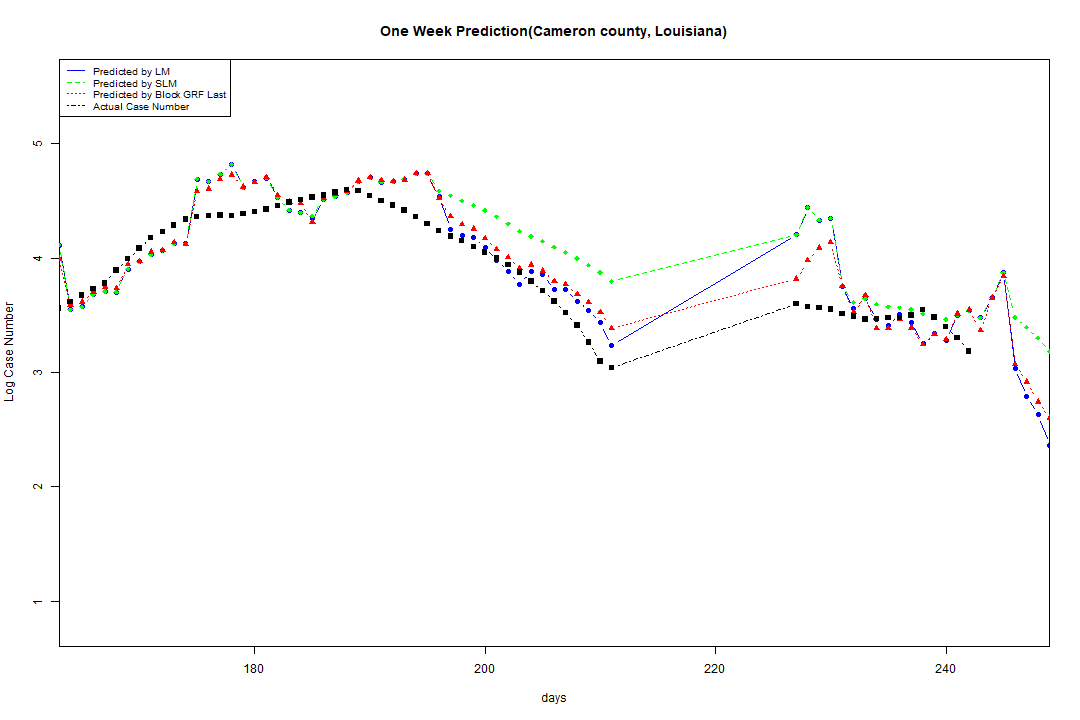 One Week Prediction(Cameron county, Louisiana)
Predicted by LM
Predicted by SLM
Predicted by Block GRF Last
Actual Case Number
5
4
3
2
1
Log Case Number
180 200 220 240
days